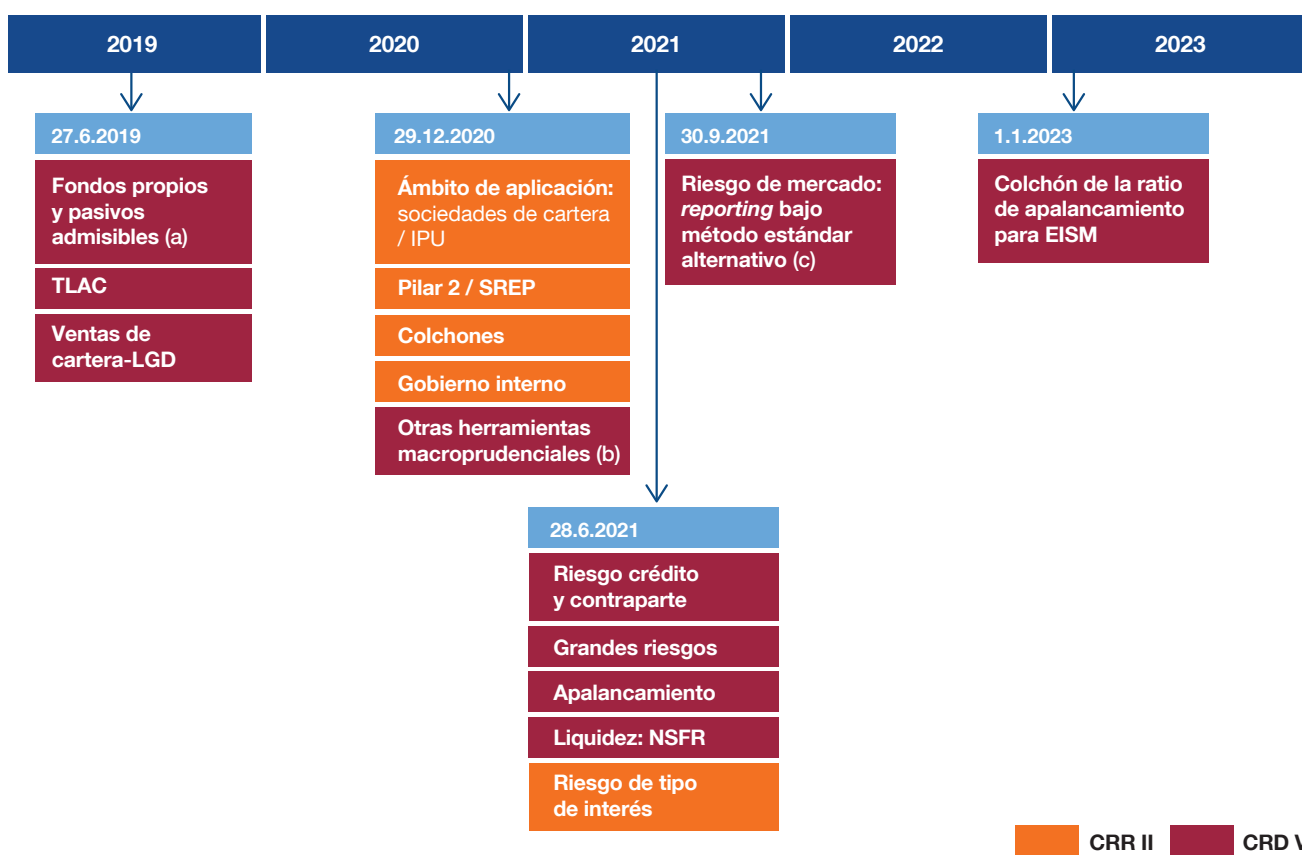 2019
2020
2021
2022
2023
27.6.2019
Fondos propios
y pasivos
admisibles (a)
TLAC
Ventas de
cartera-LGD
29.12.2020
Ámbito de aplicación:
sociedades de cartera
/ IPU
Pilar 2 / SREP
Colchones
Gobierno interno
Otras herramientas
macroprudenciales (b)
30.9.2021
Riesgo de mercado:
reporting bajo
método estándar
alternativo (c)
1.1.2023
Colchón de la ratio
de apalancamiento
para EISM
28.6.2021
Riesgo crédito
y contraparte
Grandes riesgos
Apalancamiento
Liquidez: NSFR
Riesgo de tipo
de interés
CRR II
CRD V